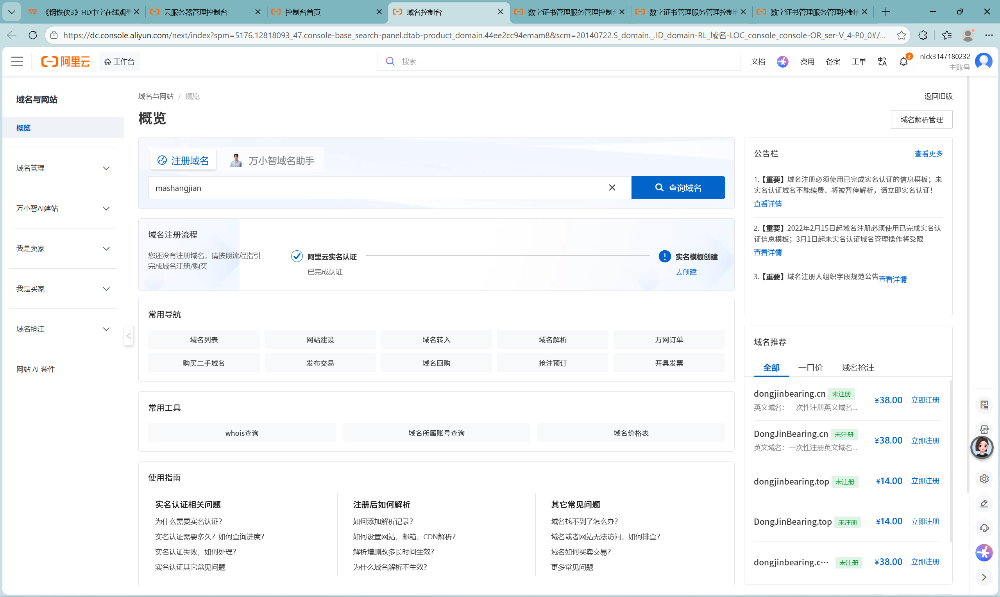 《钢铁侠3》HD中字在线观看
云服务器管理控制台
控制台首页
域名控制台
数字证书管理服务管理控制台
数字证书管理服务管理控制台
数字证书管理服务管理控制台
https://dc.console.aliyun.com/next/index?spm=5176.12818093_47.console-base_search-panel.dtab-product_domain.44ee2cc94emam8&scm=20140722.S_domain._.ID_domain-RL_域名-LOC_console_console-OR_ser-V_4-P0_0#/...
阿里云
工作台
搜索...
文档
费用
备案
工单
3
nick3147180232
主账号
域名与网站
概览
域名管理
万小智AI建站
我是卖家
我是买家
域名抢注
网站 AI 套件
域名与网站 / 概览
返回旧版
概览
域名解析管理
注册域名
万小智域名助手
mashangjian
查询域名
域名注册流程
您还没有注册域名，请按照流程指引
完成域名注册/购买
阿里云实名认证
已完成认证
实名模板创建
去创建
常用导航
域名列表
网站建设
域名转入
域名解析
万网订单
购买二手域名
发布交易
域名回购
抢注预订
开具发票
常用工具
whois查询
域名所属账号查询
域名价格表
使用指南
实名认证相关问题
为什么需要实名认证？
实名认证需要多久？如何查询进度？
实名认证失败，如何处理？
实名认证其它常见问题
注册后如何解析
如何添加解析记录？
如何设置网站、邮箱、CDN解析？
解析增删改多长时间生效？
为什么域名解析不生效？
其它常见问题
域名找不到了怎么办？
域名或者网站无法访问，如何排查？
域名如何买卖交易？
更多常见问题
公告栏
查看更多
1.【重要】域名注册必须使用已完成实名认证的信息模板；未
实名认证域名不能续费、将被暂停解析，请立即实名认证！
查看详情
2.【重要】2022年2月15日起域名注册必须使用已完成实名认
证信息模板；3月1日起未实名认证域名管理操作将受限
查看详情
3.【重要】域名注册人组织字段规范公告查看详情
域名推荐
全部
一口价
域名抢注
dongjinbearing.cn 未注册 ¥38.00 立即注册
英文域名：一次性注册英文域名...
DongJinBearing.cn 未注册 ¥38.00 立即注册
英文域名：一次性注册英文域名...
dongjinbearing.top 未注册 ¥14.00 立即注册
DongJinBearing.top 未注册 ¥14.00 立即注册
dongjinbearing.c… 未注册 ¥38.00 立即注册
APP